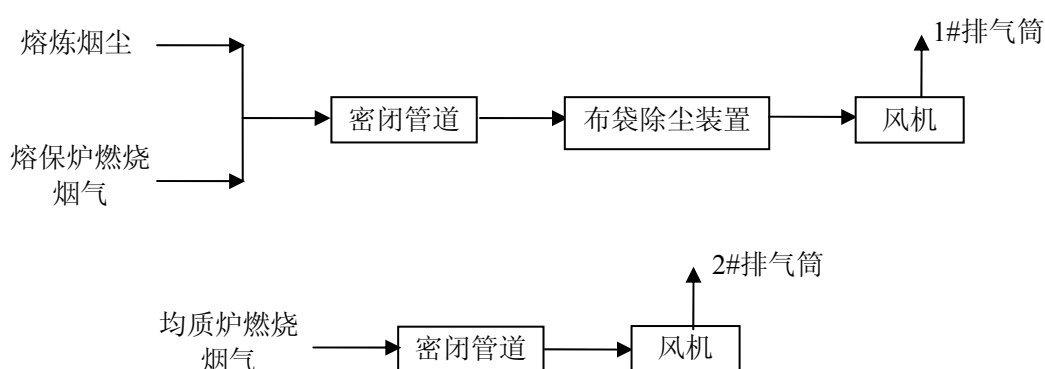 熔炼烟尘
1#排气筒
密闭管道
布袋除尘装置
风机
熔保炉燃烧
烟气
2#排气筒
均质炉燃烧
烟气
密闭管道
风机